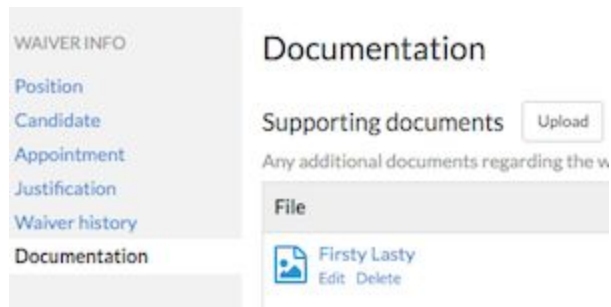 WAIVER INFO
Position
Candidate
Appointment
Justification
Waiver history
Documentation
Documentation
Supporting documents Upload
Any additional documents regarding the
File
Firsty Lasty
Edit Delete